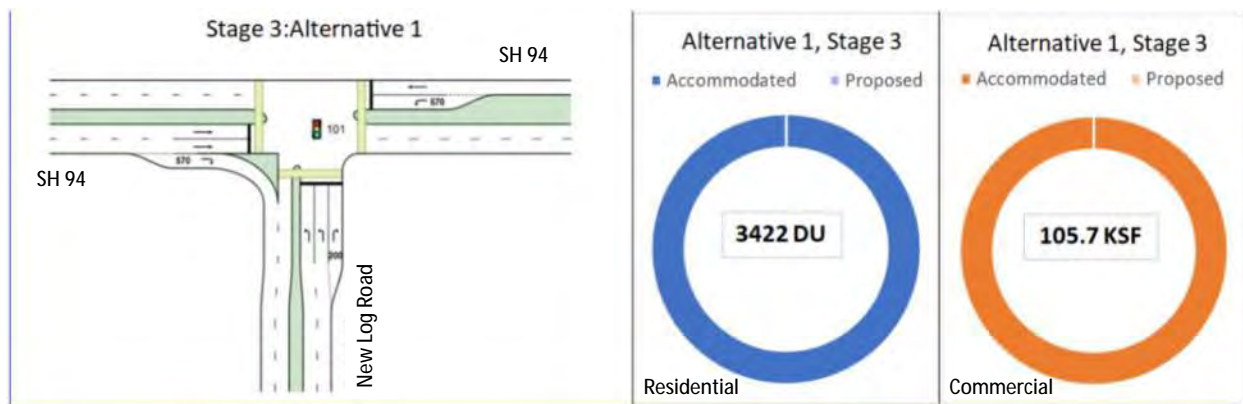 Stage 3:Alternative 1
SH 94
570
101
570
SH 94
200
New Log Road
Alternative 1, Stage 3
Accommodated Proposed
3422 DU
Residential
Alternative 1, Stage 3
Accommodated Proposed
105.7 KSF
Commercial